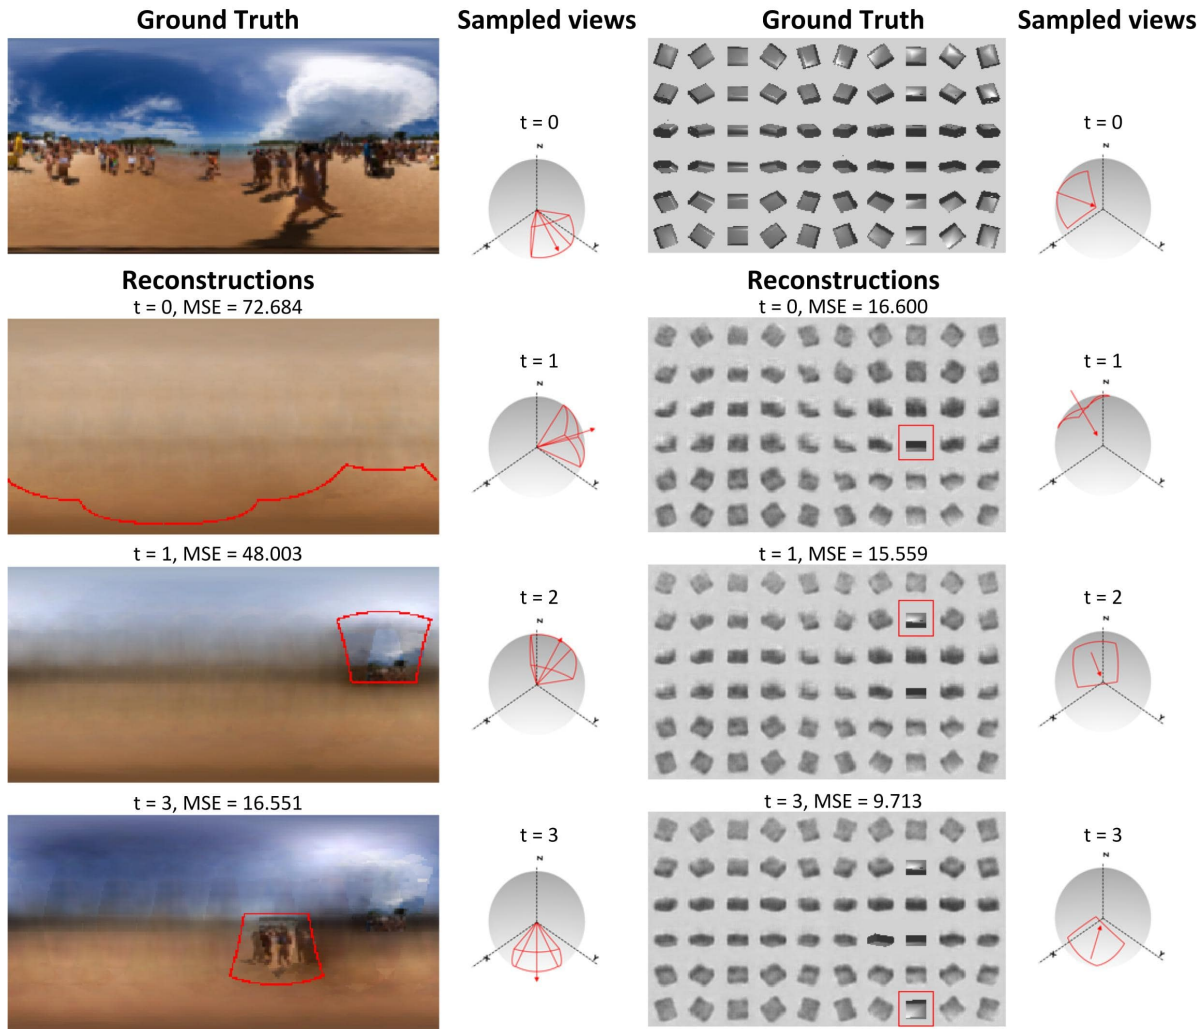 Ground Truth
Sampled views
Ground Truth
Sampled views
t = 0
N
X
Y
t = 0
N
X
Y
Reconstructions
t = 0, MSE = 72.684
Reconstructions
t = 0, MSE = 16.600
t = 1
N
X
Y
t = 1
N
X
Y
t = 1, MSE = 48.003
t = 1, MSE = 15.559
t = 2
N
X
Y
t = 2
N
X
Y
t = 3, MSE = 16.551
t = 3, MSE = 9.713
t = 3
N
X
Y
t = 3
N
X
Y